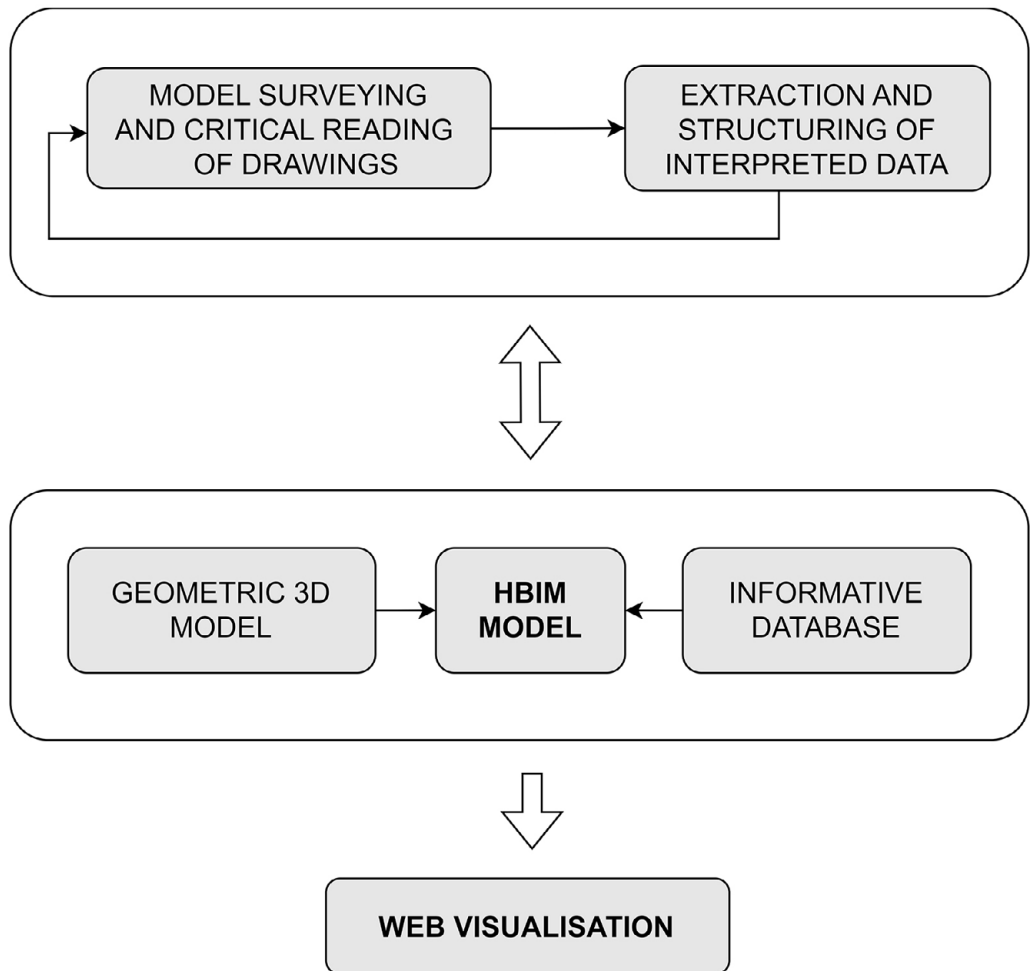 MODEL SURVEYING
AND CRITICAL READING
OF DRAWINGS
EXTRACTION AND
STRUCTURING OF
INTERPRETED DATA
GEOMETRIC 3D
MODEL
HBIM
MODEL
INFORMATIVE
DATABASE
WEB VISUALISATION